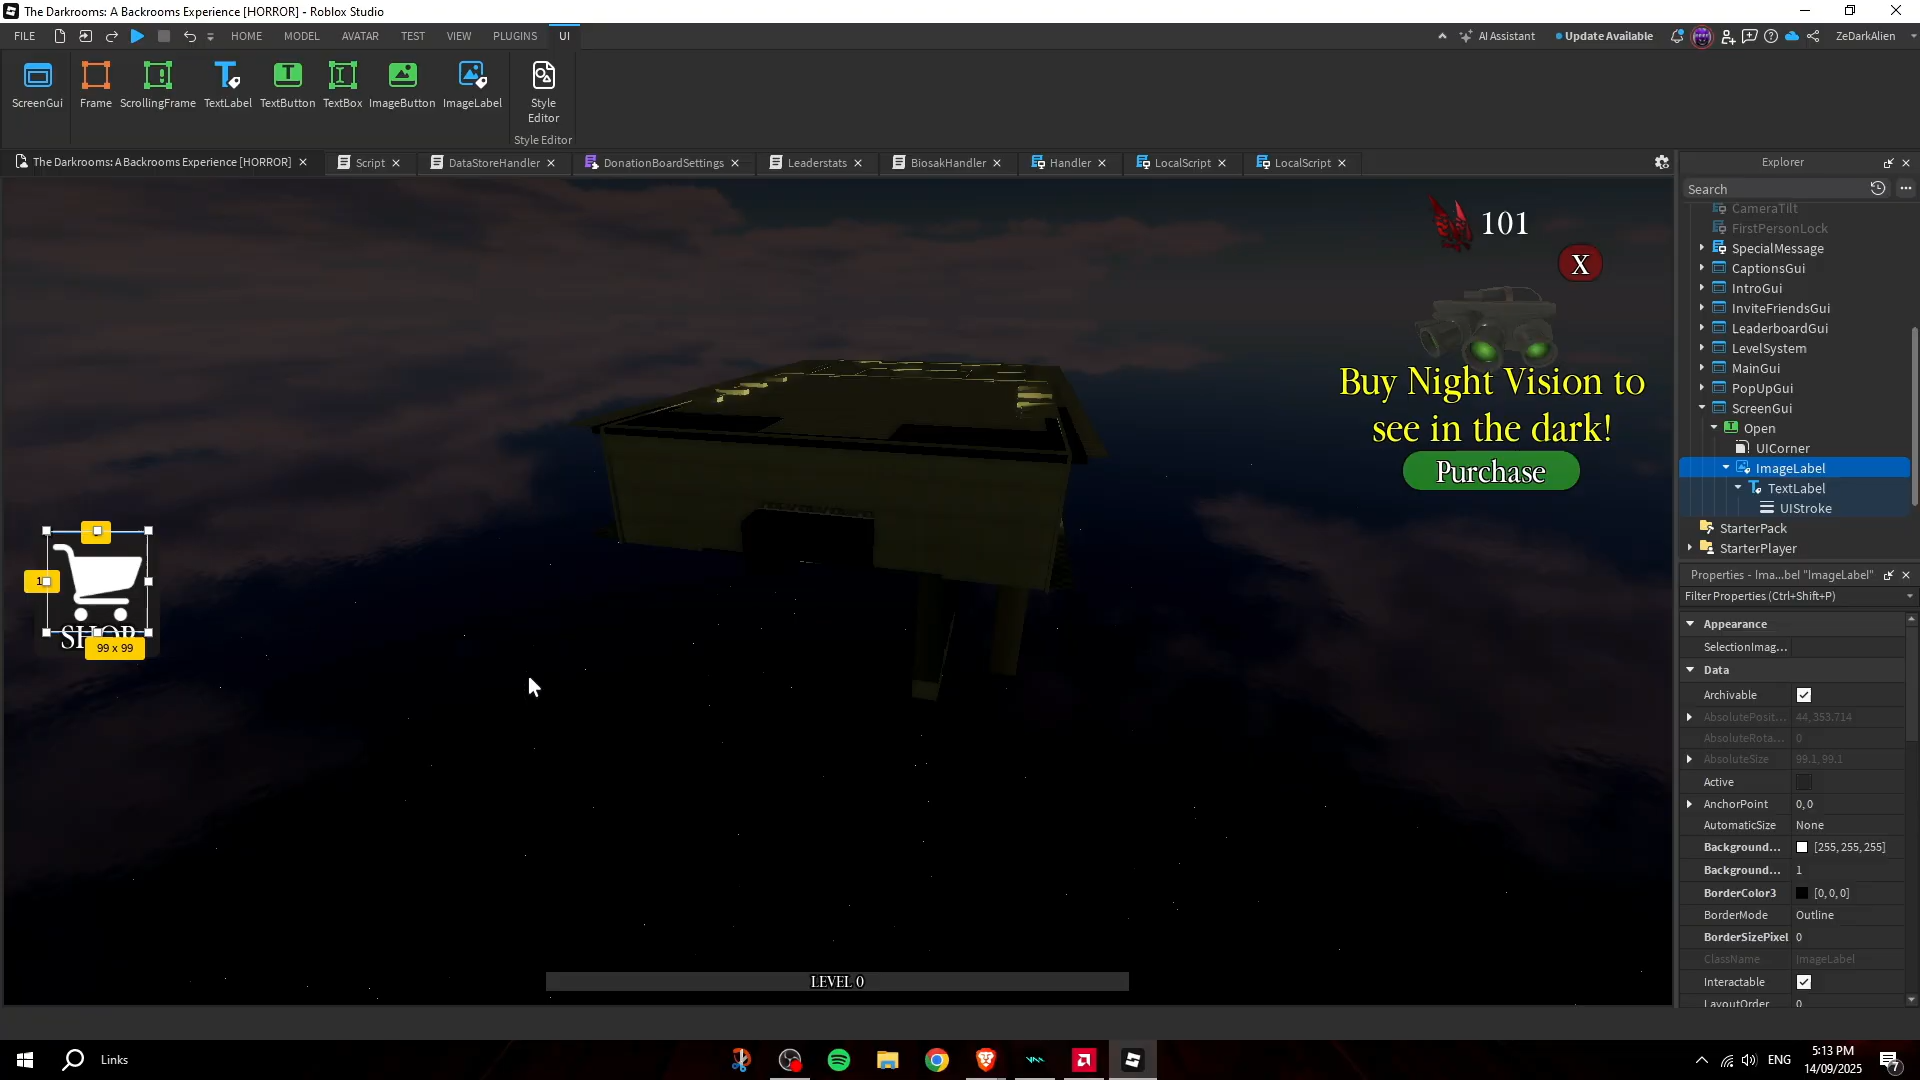 The Darkrooms: A Backrooms Experience [HORROR] - Roblox Studio
FILE HOME MODEL AVATAR TEST VIEW PLUGINS UI AI Assistant Update Available ZeDarkAlien
ScreenGui Frame ScrollingFrame TextLabel TextButton TextBox ImageButton ImageLabel Style
Editor
Style Editor
The Darkrooms: A Backrooms Experience [HORROR] Script DataStoreHandler DonationBoardSettings Leaderstats BiosakHandler Handler LocalScript LocalScript
101
X
Buy Night Vision to
see in the dark!
Purchase
1
SHOP
99 x 99
LEVEL 0
Explorer
Search
CameraTilt
FirstPersonLock
SpecialMessage
CaptionsGui
IntroGui
InviteFriendsGui
LeaderboardGui
LevelSystem
MainGui
PopUpGui
ScreenGui
Open
UICorner
ImageLabel
TextLabel
UIStroke
StarterPack
StarterPlayer
Properties - Ima...bel "ImageLabel"
Filter Properties (Ctrl+Shift+P)
Appearance
SelectionImag...
Data
Archivable
AbsolutePosit... 44, 353.714
AbsoluteRota... 0
AbsoluteSize 99.1, 99.1
Active
AnchorPoint 0, 0
AutomaticSize None
Background... [255, 255, 255]
Background... 1
BorderColor3 [0, 0, 0]
BorderMode Outline
BorderSizePixel 0
ClassName ImageLabel
Interactable
LayoutOrder 0
Links
ENG
5:13 PM
14/09/2025
7